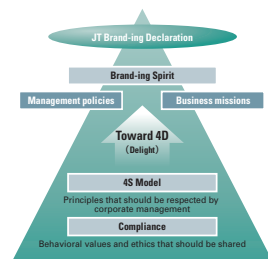 JT Brand-ing Declaration
Brand-ing Spirit
Management policies
Business missions
Toward 4D
(Delight)
4S Model
Principles that should be respected by
corporate management
Compliance
Behavioral values and ethics that should be shared